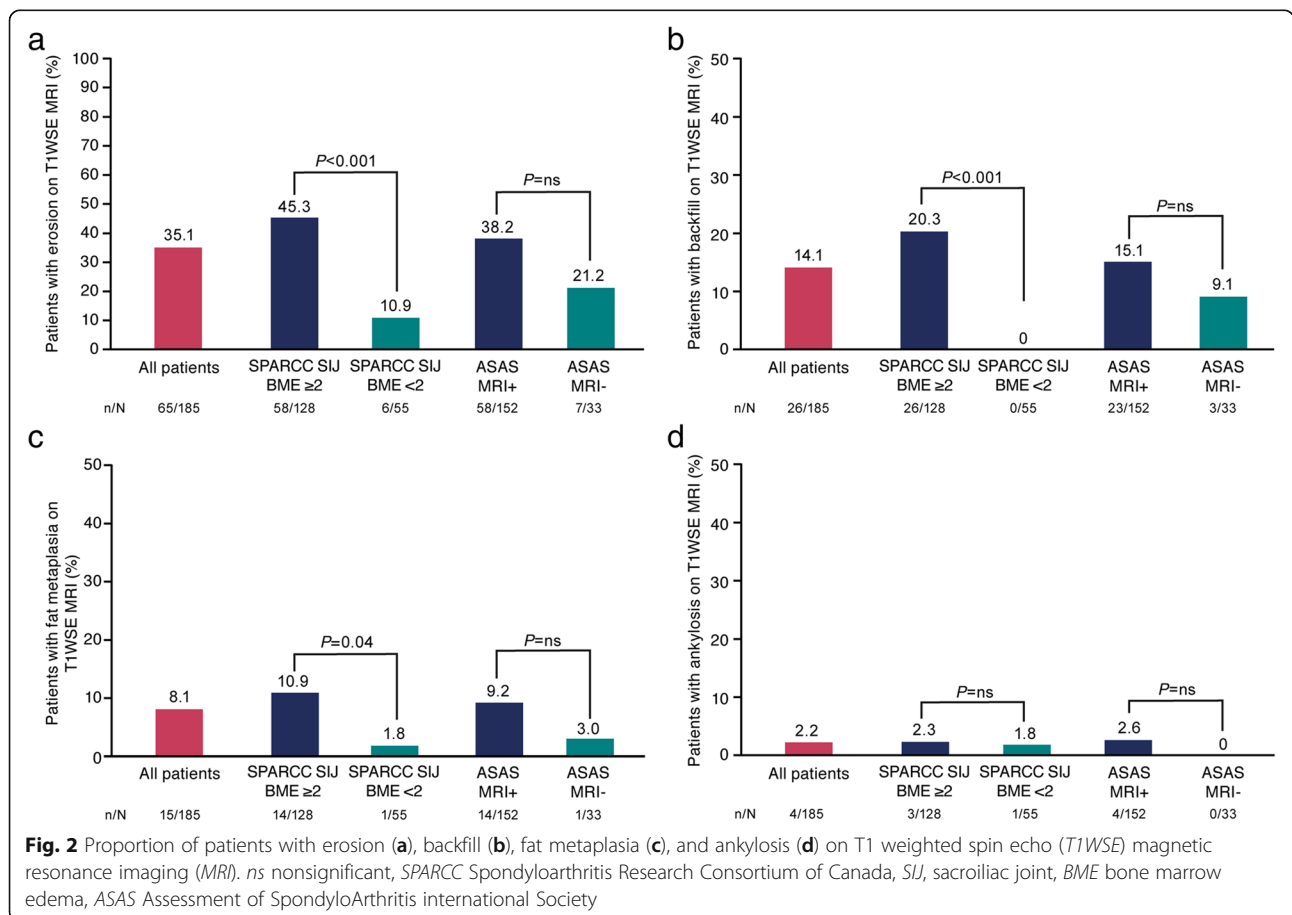 a
Patients with erosion on T1WSE MRI (%)
100
90
80
70
60
50
40
30
20
10
0
P<0.001
P=ns
35.1
45.3
10.9
38.2
21.2
All patients
SPARCC SIJ
BME ≥2
SPARCC SIJ
BME <2
ASAS
MRI+
ASAS
MRI-
n/N 65/185 58/128 6/55 58/152 7/33
b
Patients with backfill on T1WSE MRI (%)
50
40
30
20
10
0
P<0.001
P=ns
14.1
20.3
0
15.1
9.1
All patients
SPARCC SIJ
BME ≥2
SPARCC SIJ
BME <2
ASAS
MRI+
ASAS
MRI-
n/N 26/185 26/128 0/55 23/152 3/33
c
Patients with fat metaplasia on
T1WSE MRI (%)
50
40
30
20
10
0
P=0.04
P=ns
8.1
10.9
1.8
9.2
3.0
All patients
SPARCC SIJ
BME ≥2
SPARCC SIJ
BME <2
ASAS
MRI+
ASAS
MRI-
n/N 15/185 14/128 1/55 14/152 1/33
d
Patients with ankylosis on T1WSE MRI (%)
50
40
30
20
10
0
P=ns
P=ns
2.2
2.3
1.8
2.6
0
All patients
SPARCC SIJ
BME ≥2
SPARCC SIJ
BME <2
ASAS
MRI+
ASAS
MRI-
n/N 4/185 3/128 1/55 4/152 0/33
Fig. 2 Proportion of patients with erosion (a), backfill (b), fat metaplasia (c), and ankylosis (d) on T1 weighted spin echo (T1WSE) magnetic
resonance imaging (MRI). ns nonsignificant, SPARCC Spondyloarthritis Research Consortium of Canada, SIJ, sacroiliac joint, BME bone marrow
edema, ASAS Assessment of SpondyloArthritis international Society